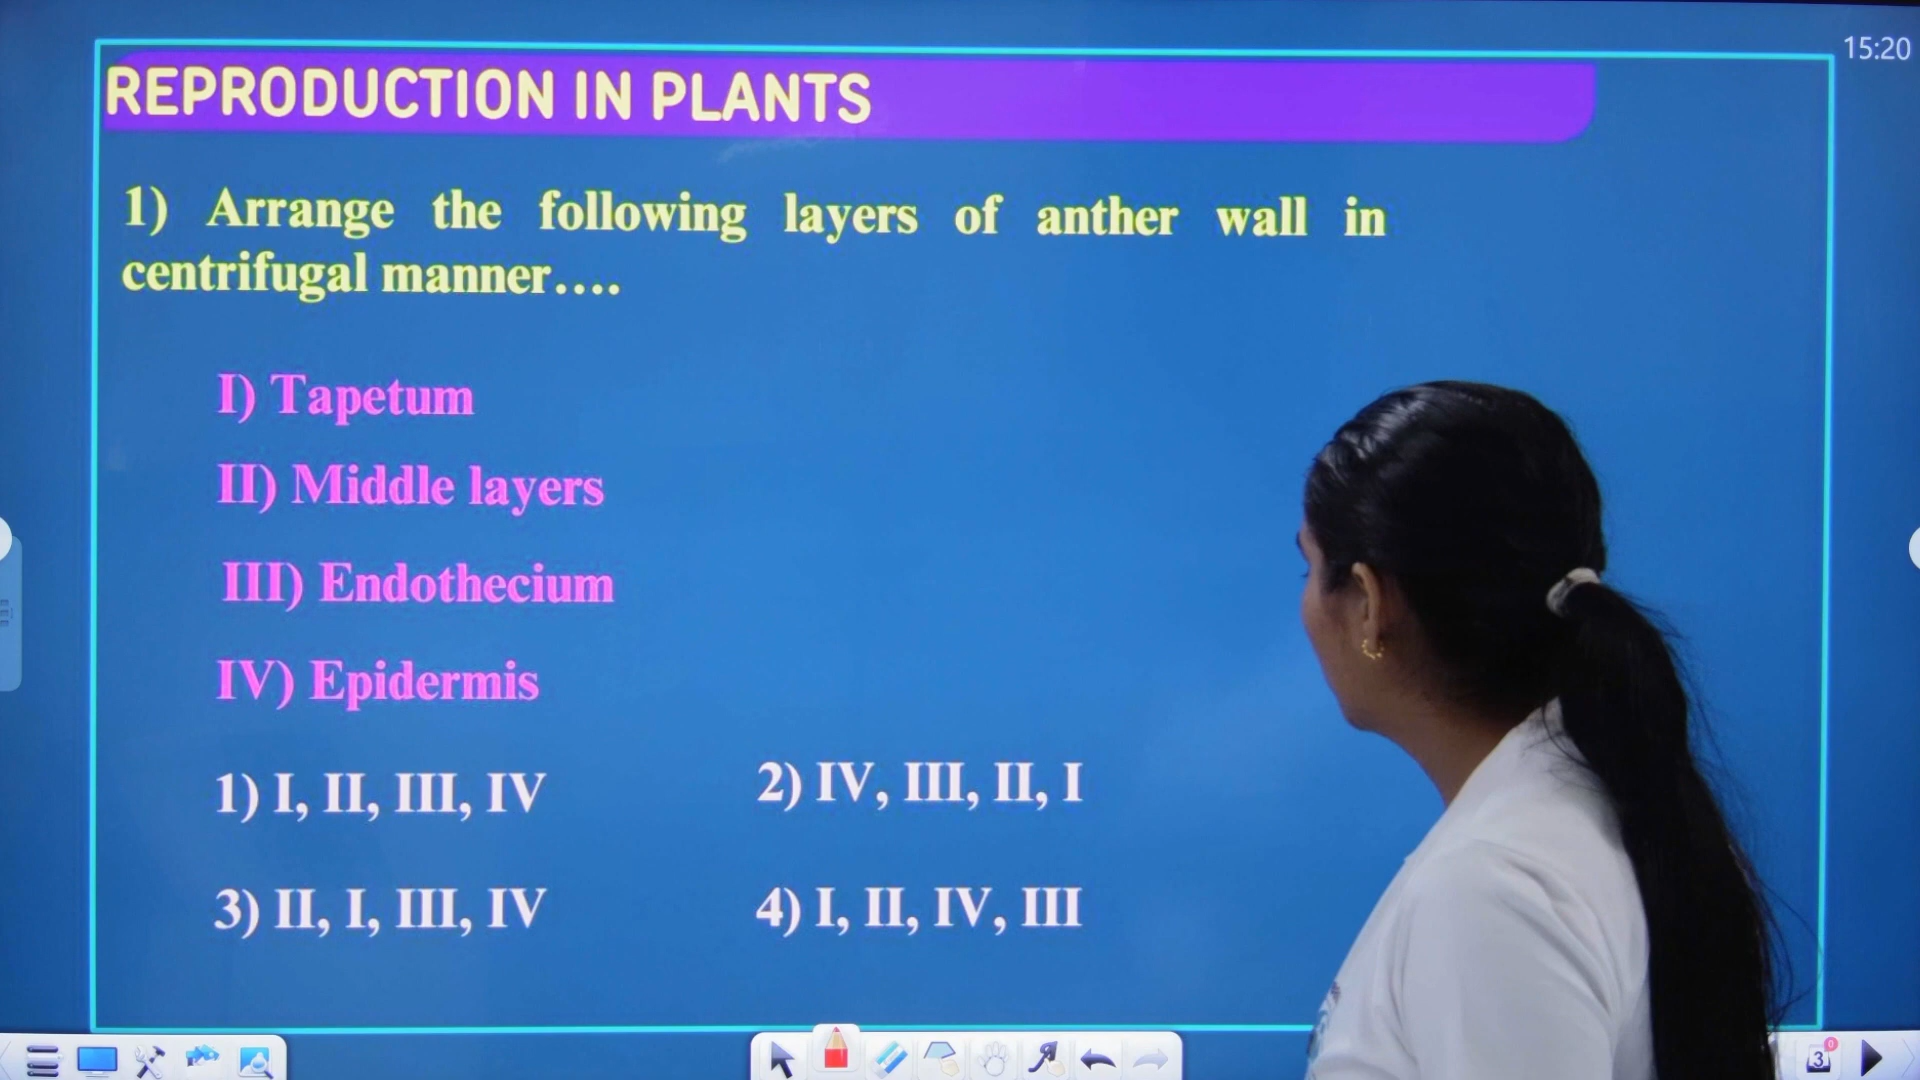 15:20
REPRODUCTION IN PLANTS
1) Arrange the following layers of anther wall in
centrifugal manner....
I) Tapetum
II) Middle layers
III) Endothecium
IV) Epidermis
1) I, II, III, IV
2) IV, III, II, I
3) II, I, III, IV
4) I, II, IV, III
3
0